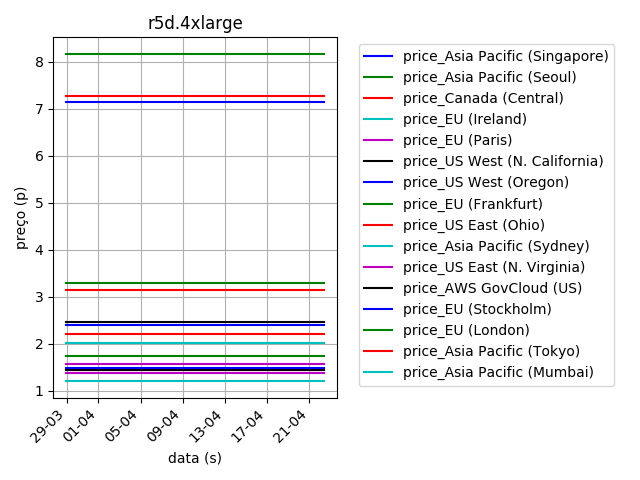 r5d.4xlarge
preço (p)
8
7
6
5
4
3
2
1
29-03
01-04
05-04
09-04
13-04
17-04
21-04
data (s)
price_Asia Pacific (Singapore)
price_Asia Pacific (Seoul)
price_Canada (Central)
price_EU (Ireland)
price_EU (Paris)
price_US West (N. California)
price_US West (Oregon)
price_EU (Frankfurt)
price_US East (Ohio)
price_Asia Pacific (Sydney)
price_US East (N. Virginia)
price_AWS GovCloud (US)
price_EU (Stockholm)
price_EU (London)
price_Asia Pacific (Tokyo)
price_Asia Pacific (Mumbai)